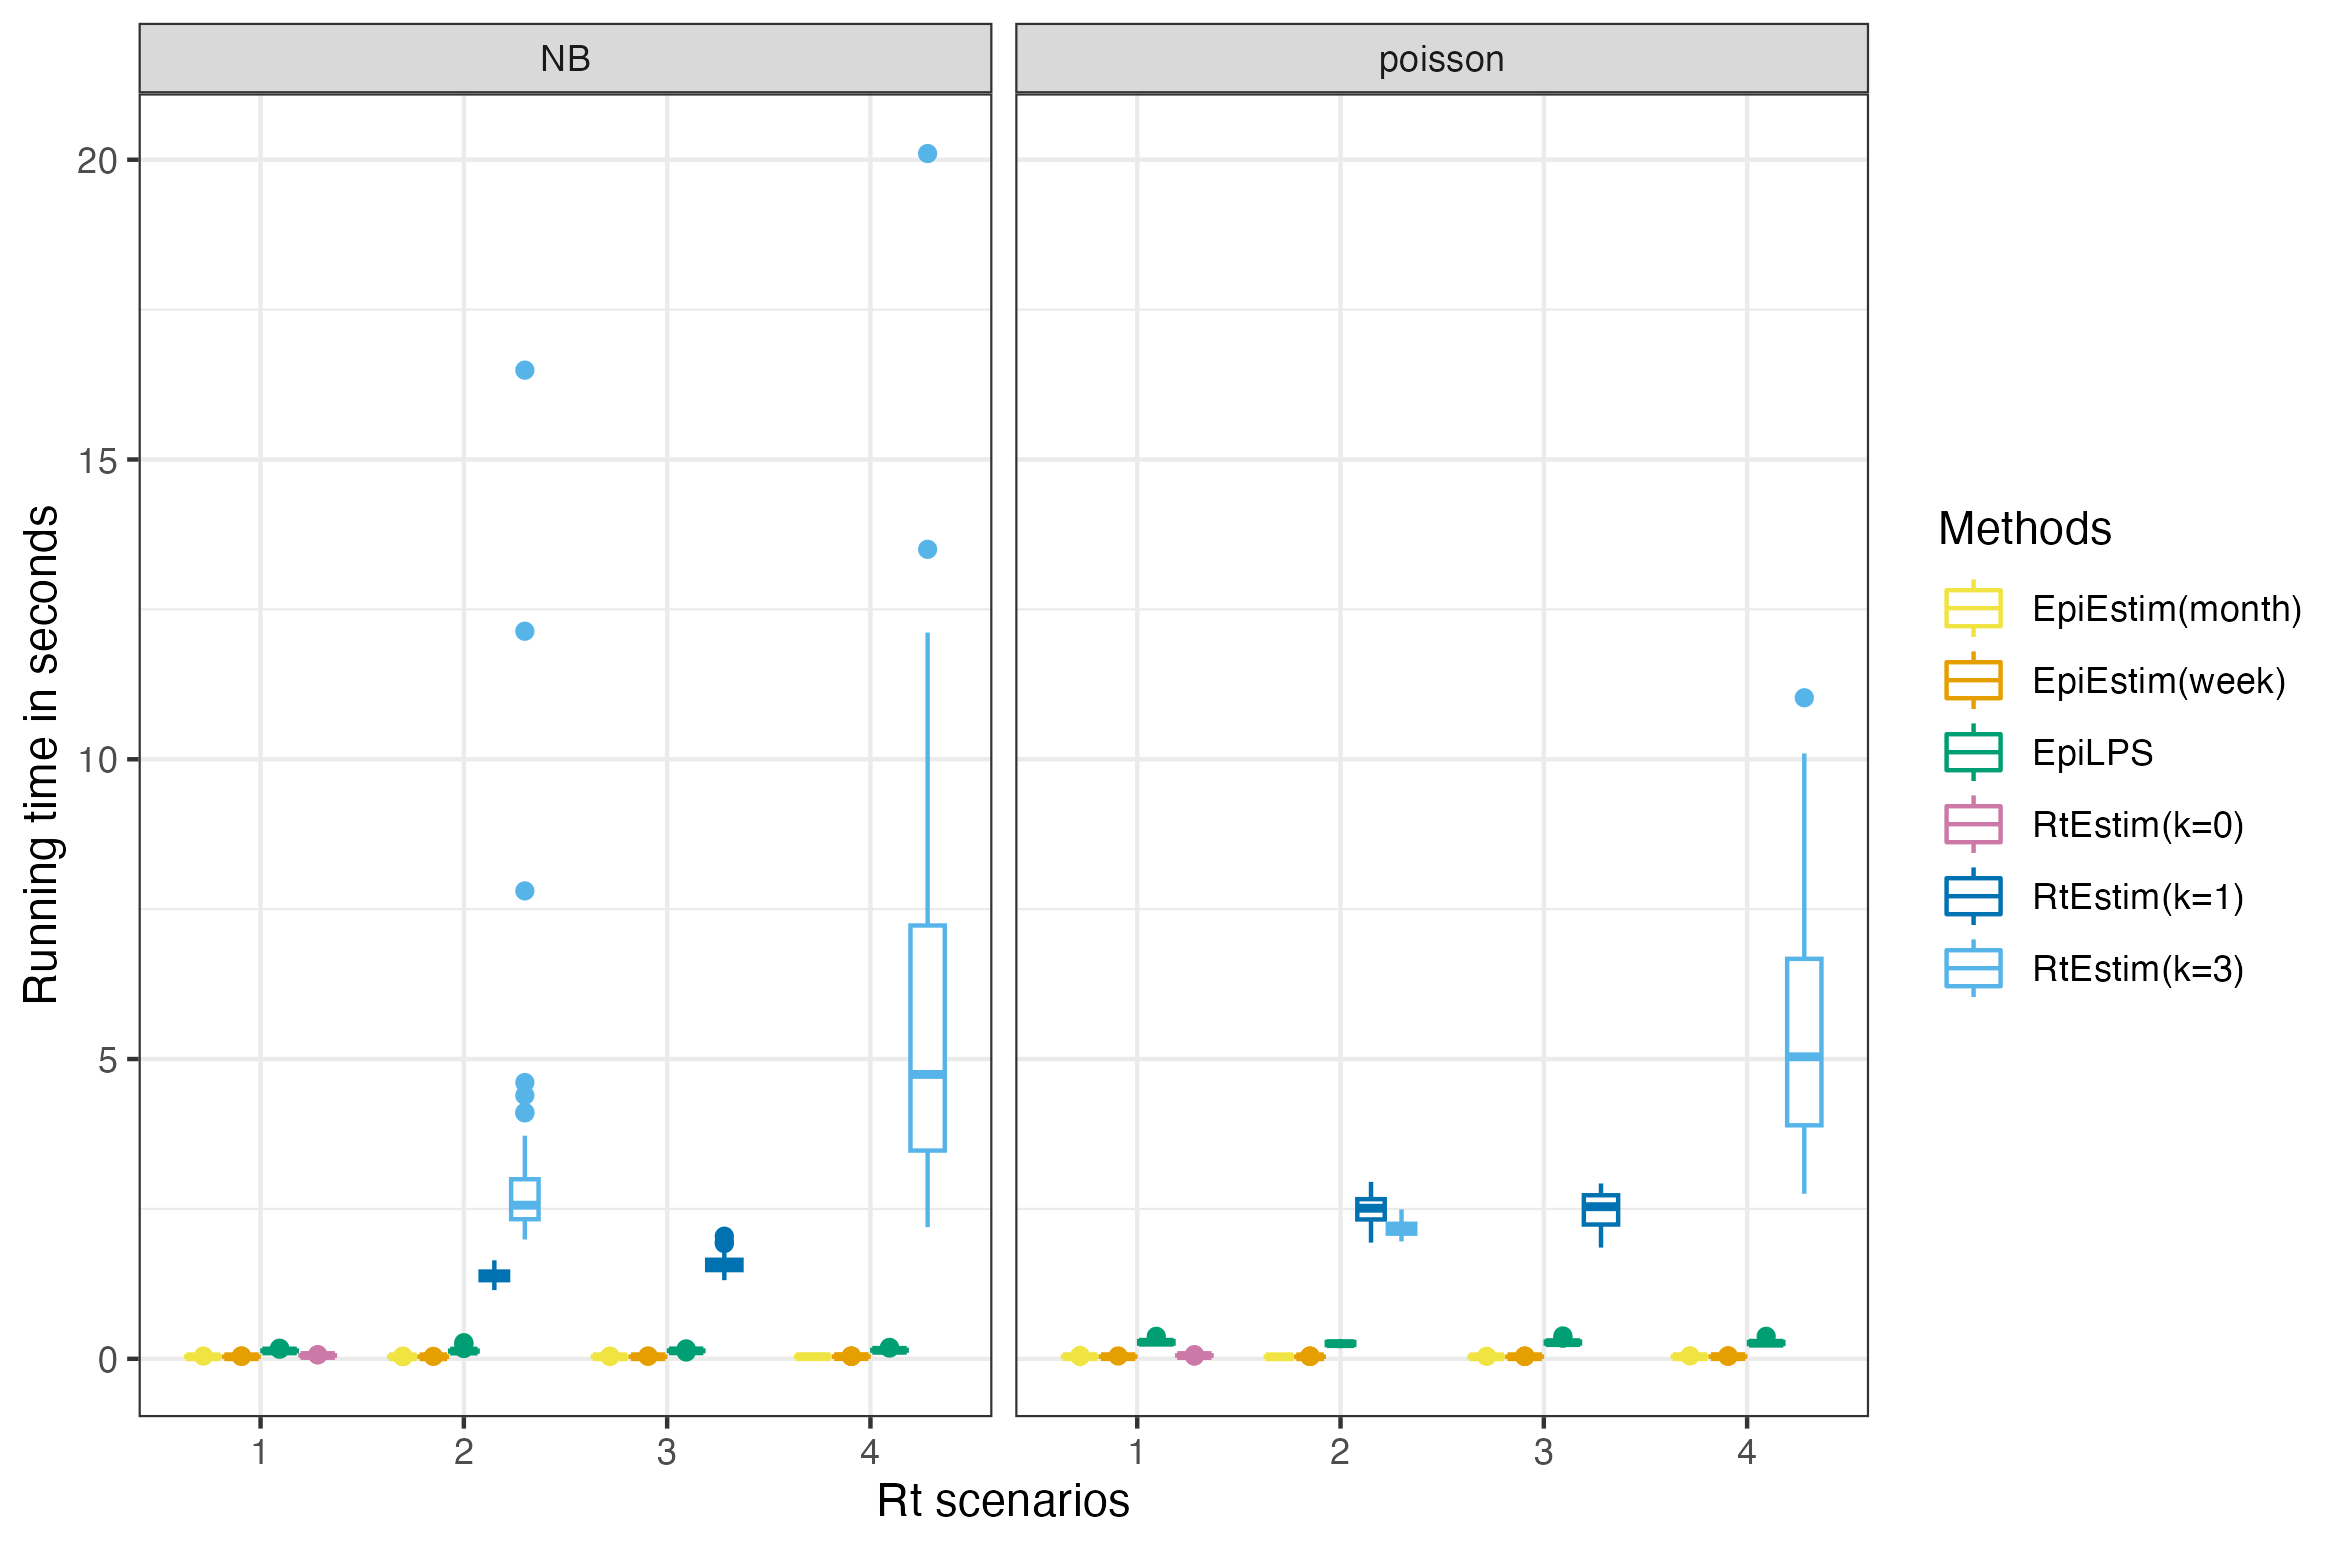 NB
poisson
20
15
10
5
0
Running time in seconds
1
2
3
4
1
2
3
4
Rt scenarios
Methods
EpiEstim(month)
EpiEstim(week)
EpiLPS
RtEstim(k=0)
RtEstim(k=1)
RtEstim(k=3)